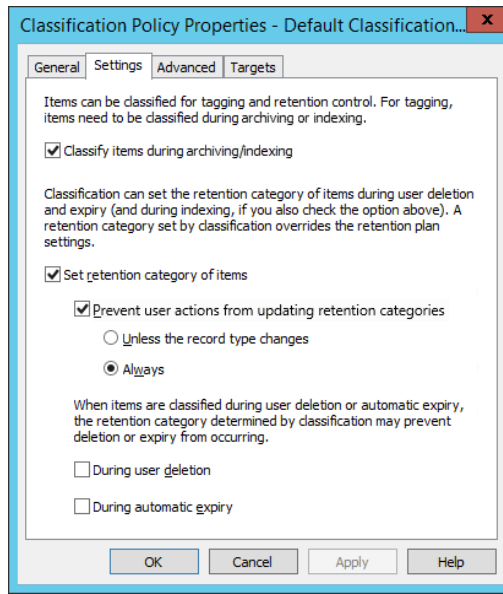 Classification Policy Properties - Default Classification...
x
General Settings Advanced Targets
Items can be classified for tagging and retention control. For tagging,
items need to be classified during archiving or indexing.
Classify items during archiving/indexing
Classification can set the retention category of items during user deletion
and expiry (and during indexing, if you also check the option above). A
retention category set by classification overrides the retention plan
settings.
Set retention category of items
Prevent user actions from updating retention categories
Unless the record type changes
Always
When items are classified during user deletion or automatic expiry,
the retention category determined by classification may prevent
deletion or expiry from occurring.
During user deletion
During automatic expiry
OK Cancel Apply Help